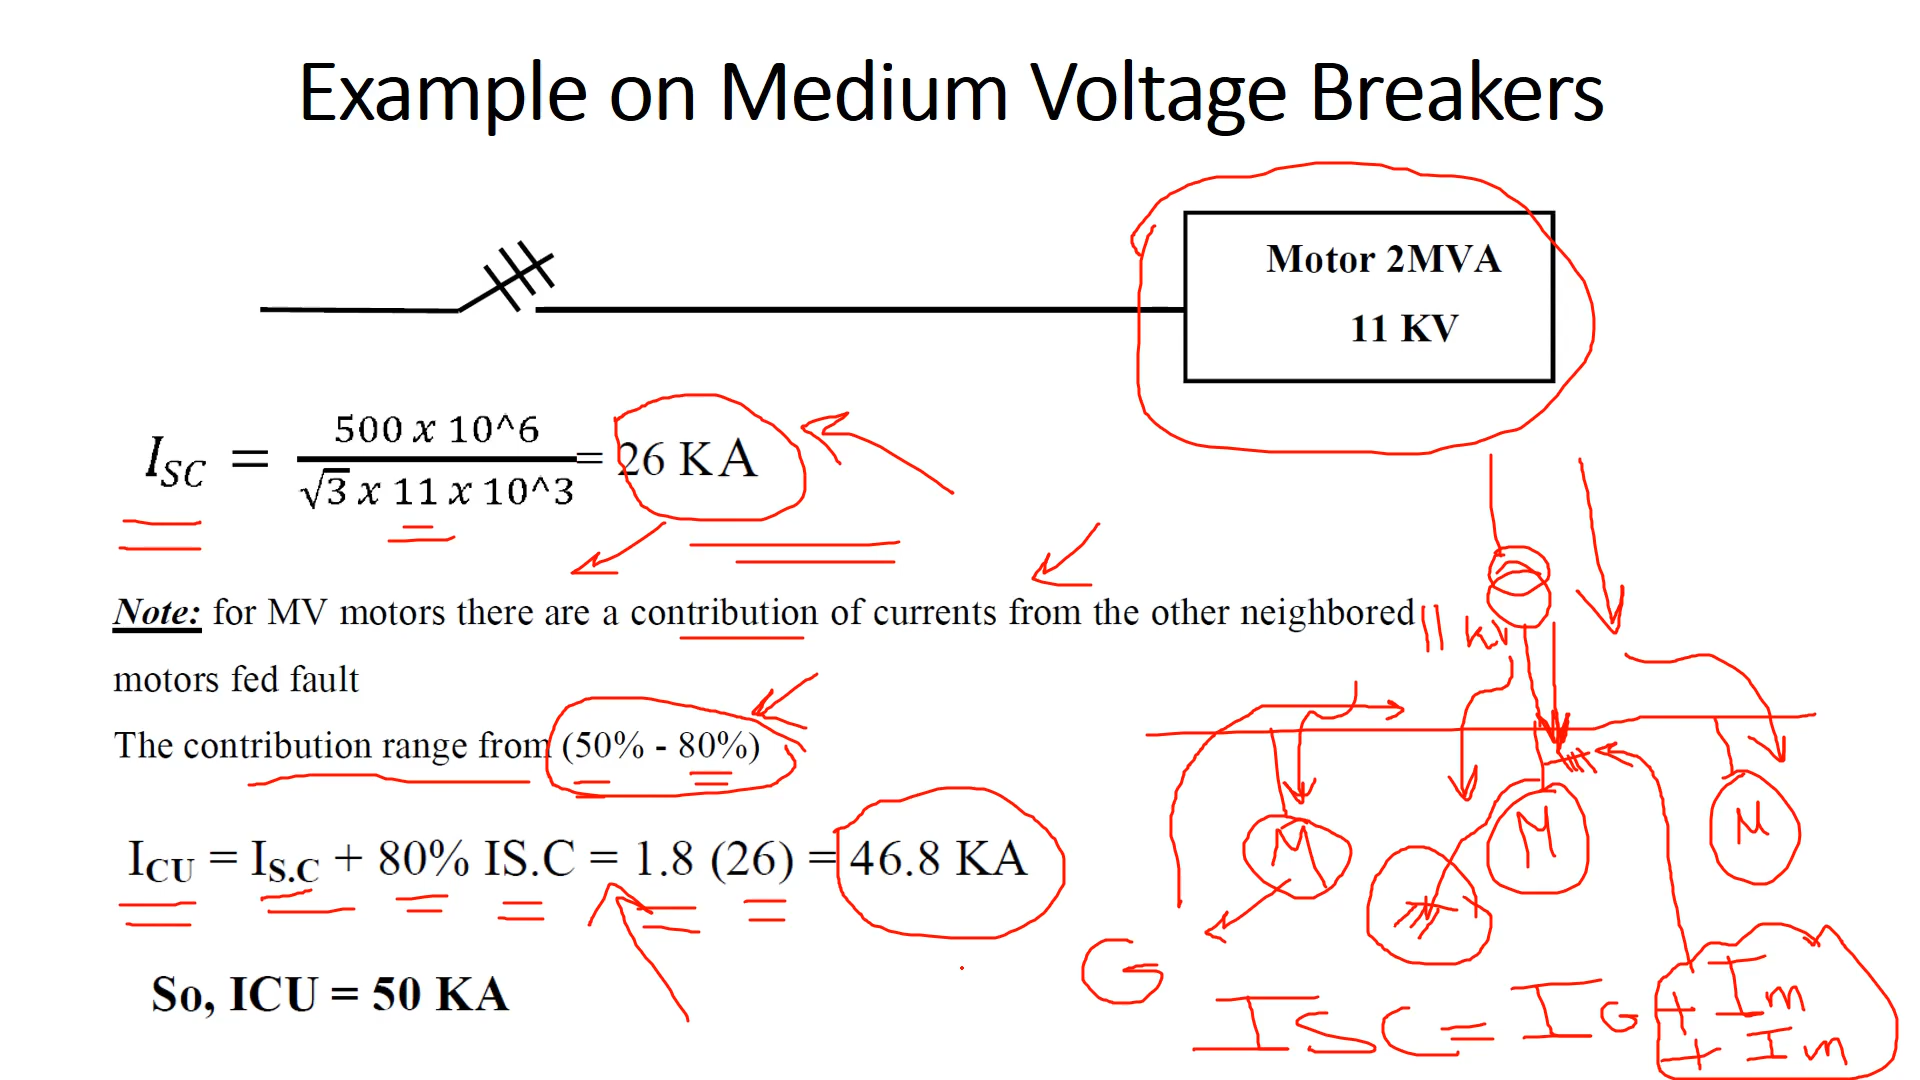 Example on Medium Voltage Breakers
Motor 2MVA
11 KV
I_SC = 500 x 10^6 / √3 x 11 x 10^3 = 26 KA
Note: for MV motors there are a contribution of currents from the other neighbored
motors fed fault
11 kV
The contribution range from (50% - 80%)
M
M
M
I_CU = I_S.C + 80% IS.C = 1.8 (26) = 46.8 KA
G
So, ICU = 50 KA
ISC = IG + Im
+ Im